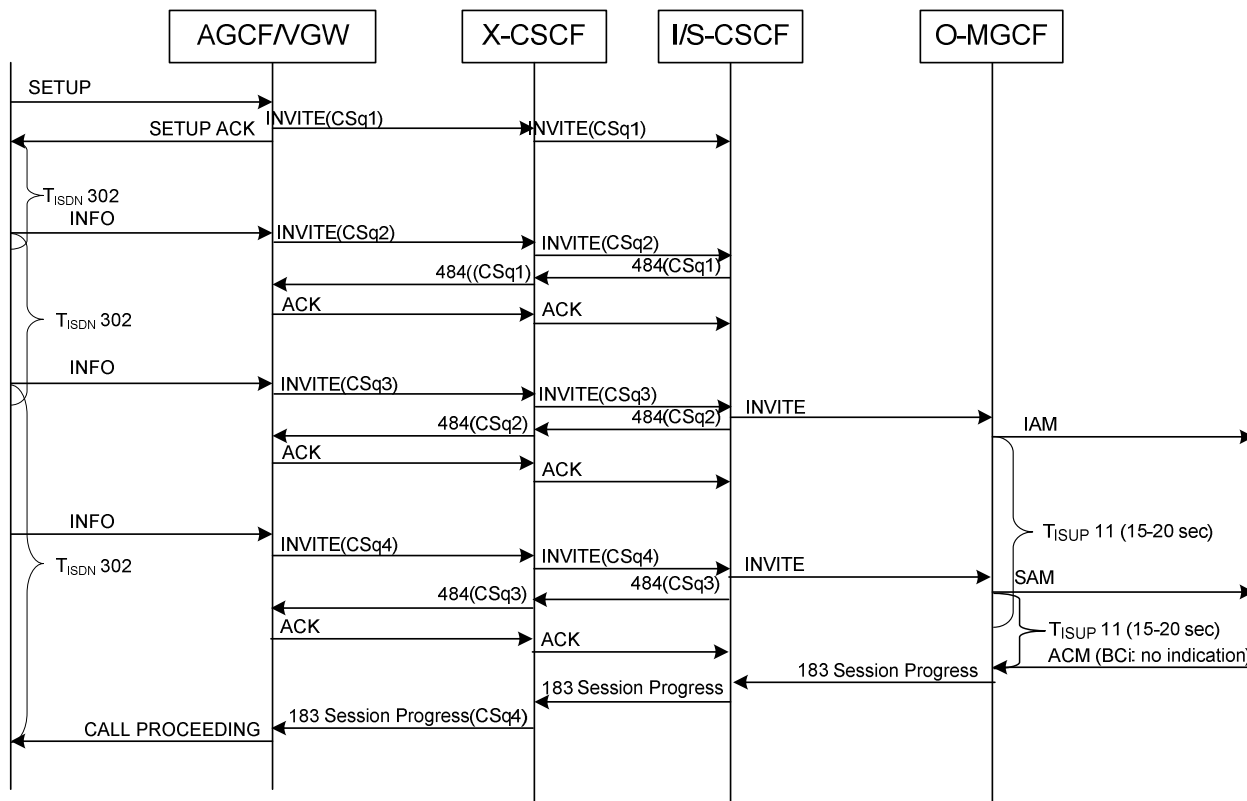 AGCF/VGW
X-CSCF
I/S-CSCF
O-MGCF
SETUP
INVITE(CSq1)
INVITE(CSq1)
SETUP ACK
TISDN 302
INFO
INVITE(CSq2)
INVITE(CSq2)
484((CSq1)
484(CSq1)
ACK
ACK
TISDN 302
INFO
INVITE(CSq3)
INVITE(CSq3)
INVITE
484(CSq2)
484(CSq2)
IAM
ACK
ACK
INFO
TISUP 11 (15-20 sec)
INVITE(CSq4)
INVITE(CSq4)
INVITE
TISDN 302
484(CSq3)
484(CSq3)
SAM
ACK
ACK
TISUP 11 (15-20 sec)
ACM (BCi: no indication)
183 Session Progress
183 Session Progress
183 Session Progress(CSq4)
CALL PROCEEDING